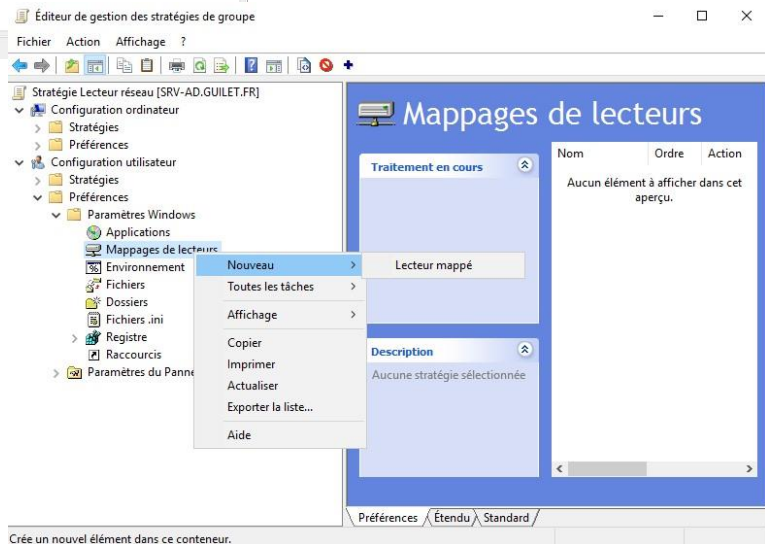 Éditeur de gestion des stratégies de groupe
Fichier Action Affichage ?
Stratégie Lecteur réseau [SRV-AD.GUILET.FR]
Configuration ordinateur
Stratégies
Préférences
Configuration utilisateur
Stratégies
Préférences
Paramètres Windows
Applications
Mappages de lecteurs
Environnement
Fichiers
Dossiers
Fichiers .ini
Registre
Raccourcis
Paramètres du Panne
Nouveau
Toutes les tâches
Affichage
Copier
Imprimer
Actualiser
Exporter la liste...
Aide
Lecteur mappé
Mappages de lecteurs
Traitement en cours
Description
Aucune stratégie sélectionnée
Nom Ordre Action
Aucun élément à afficher dans cet
aperçu.
Préférences Étendu Standard
Crée un nouvel élément dans ce conteneur.